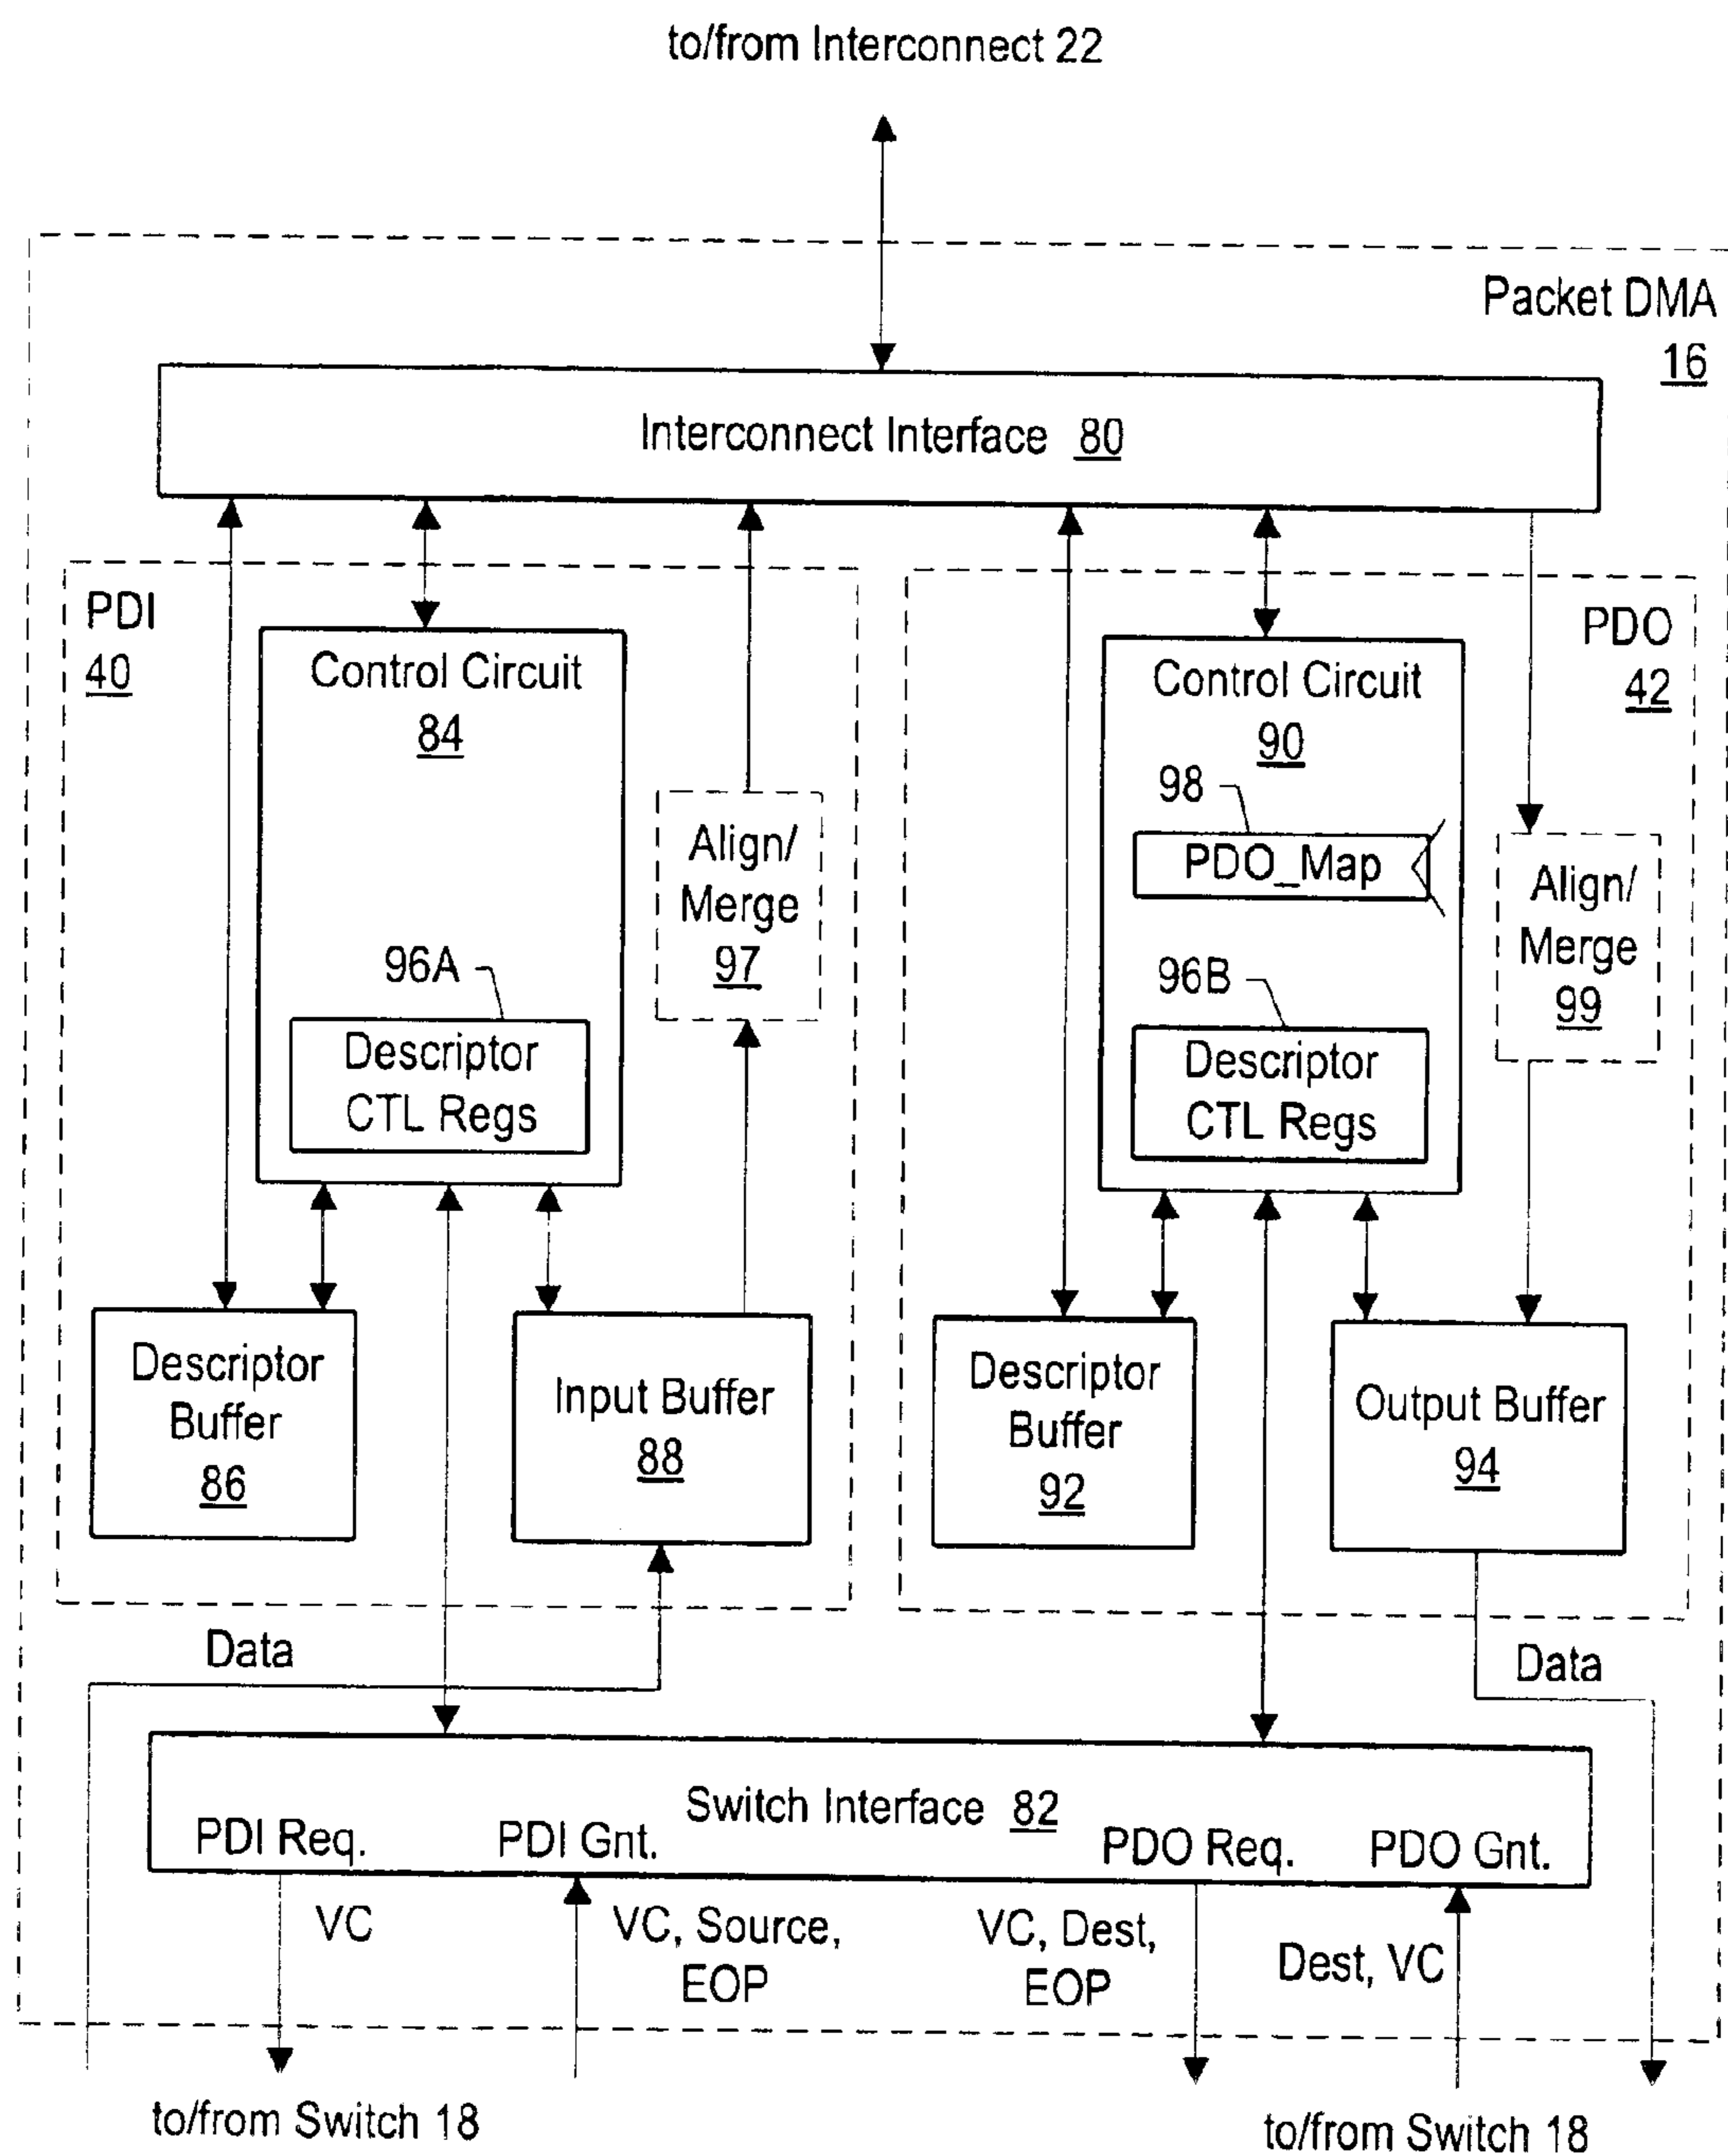 to/from Interconnect 22
Packet DMA
16
Interconnect Interface 80
PDI
40
Control Circuit
84
96A
Descriptor
CTL Regs
Align/
Merge
97
Descriptor
Buffer
86
Input Buffer
88
PDO
42
Control Circuit
90
98
PDO_Map
96B
Descriptor
CTL Regs
Align/
Merge
99
Descriptor
Buffer
92
Output Buffer
94
Data
Data
Switch Interface 82
PDI Req.
PDI Gnt.
PDO Req.
PDO Gnt.
VC
VC, Source,
EOP
VC, Dest,
EOP
Dest, VC
to/from Switch 18
to/from Switch 18